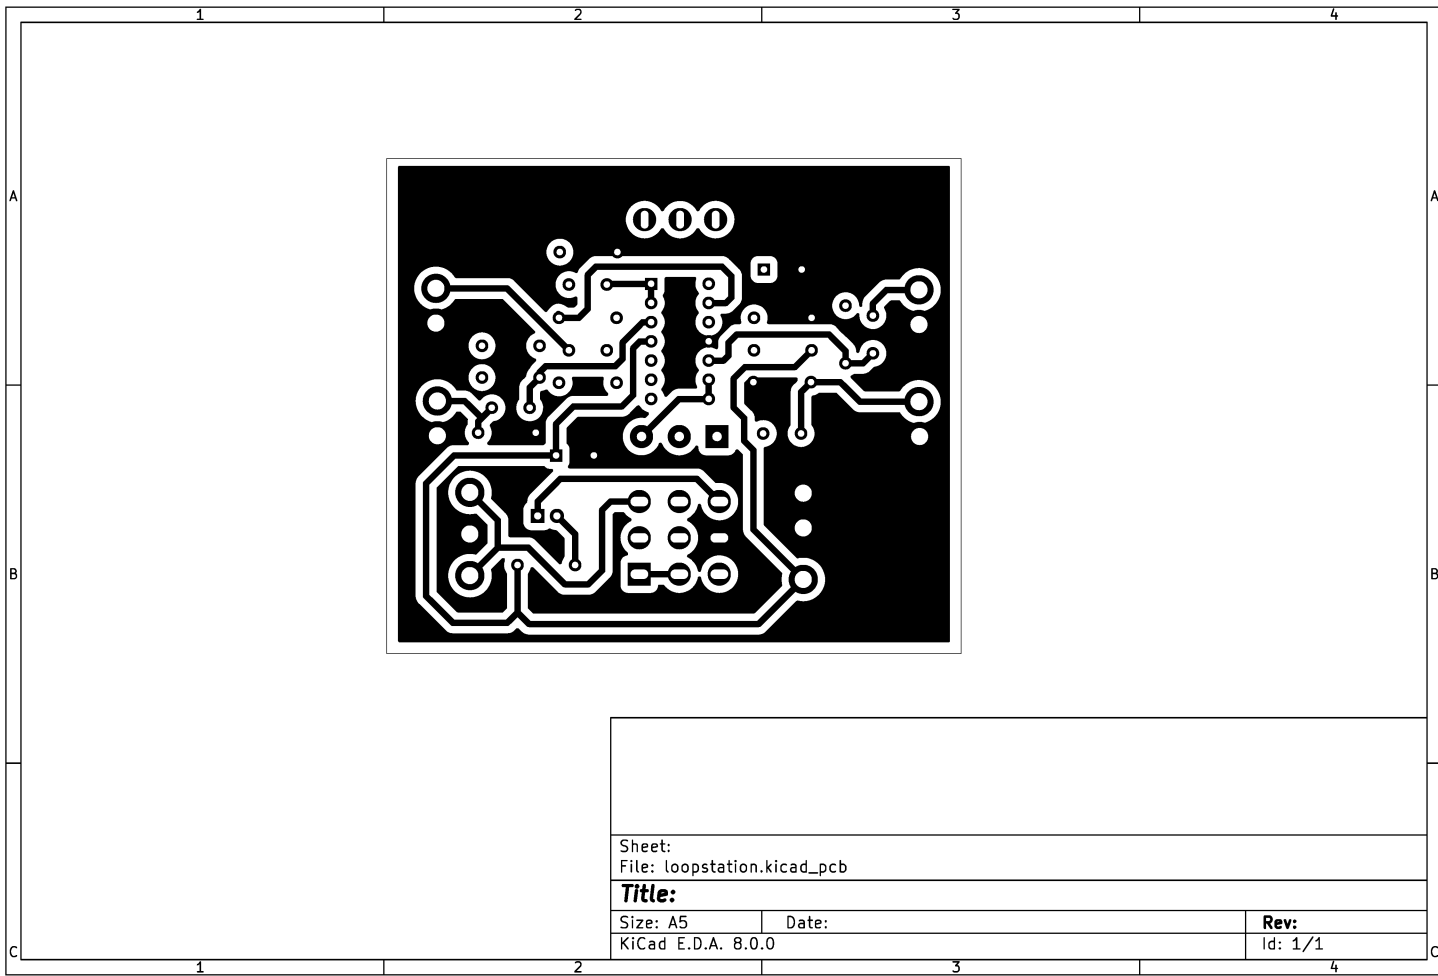 1 2 3 4
A A
B B
C C
Sheet:
File: loopstation.kicad_pcb
Title:
Size: A5 Date: Rev:
KiCad E.D.A. 8.0.0 Id: 1/1
1 2 3 4